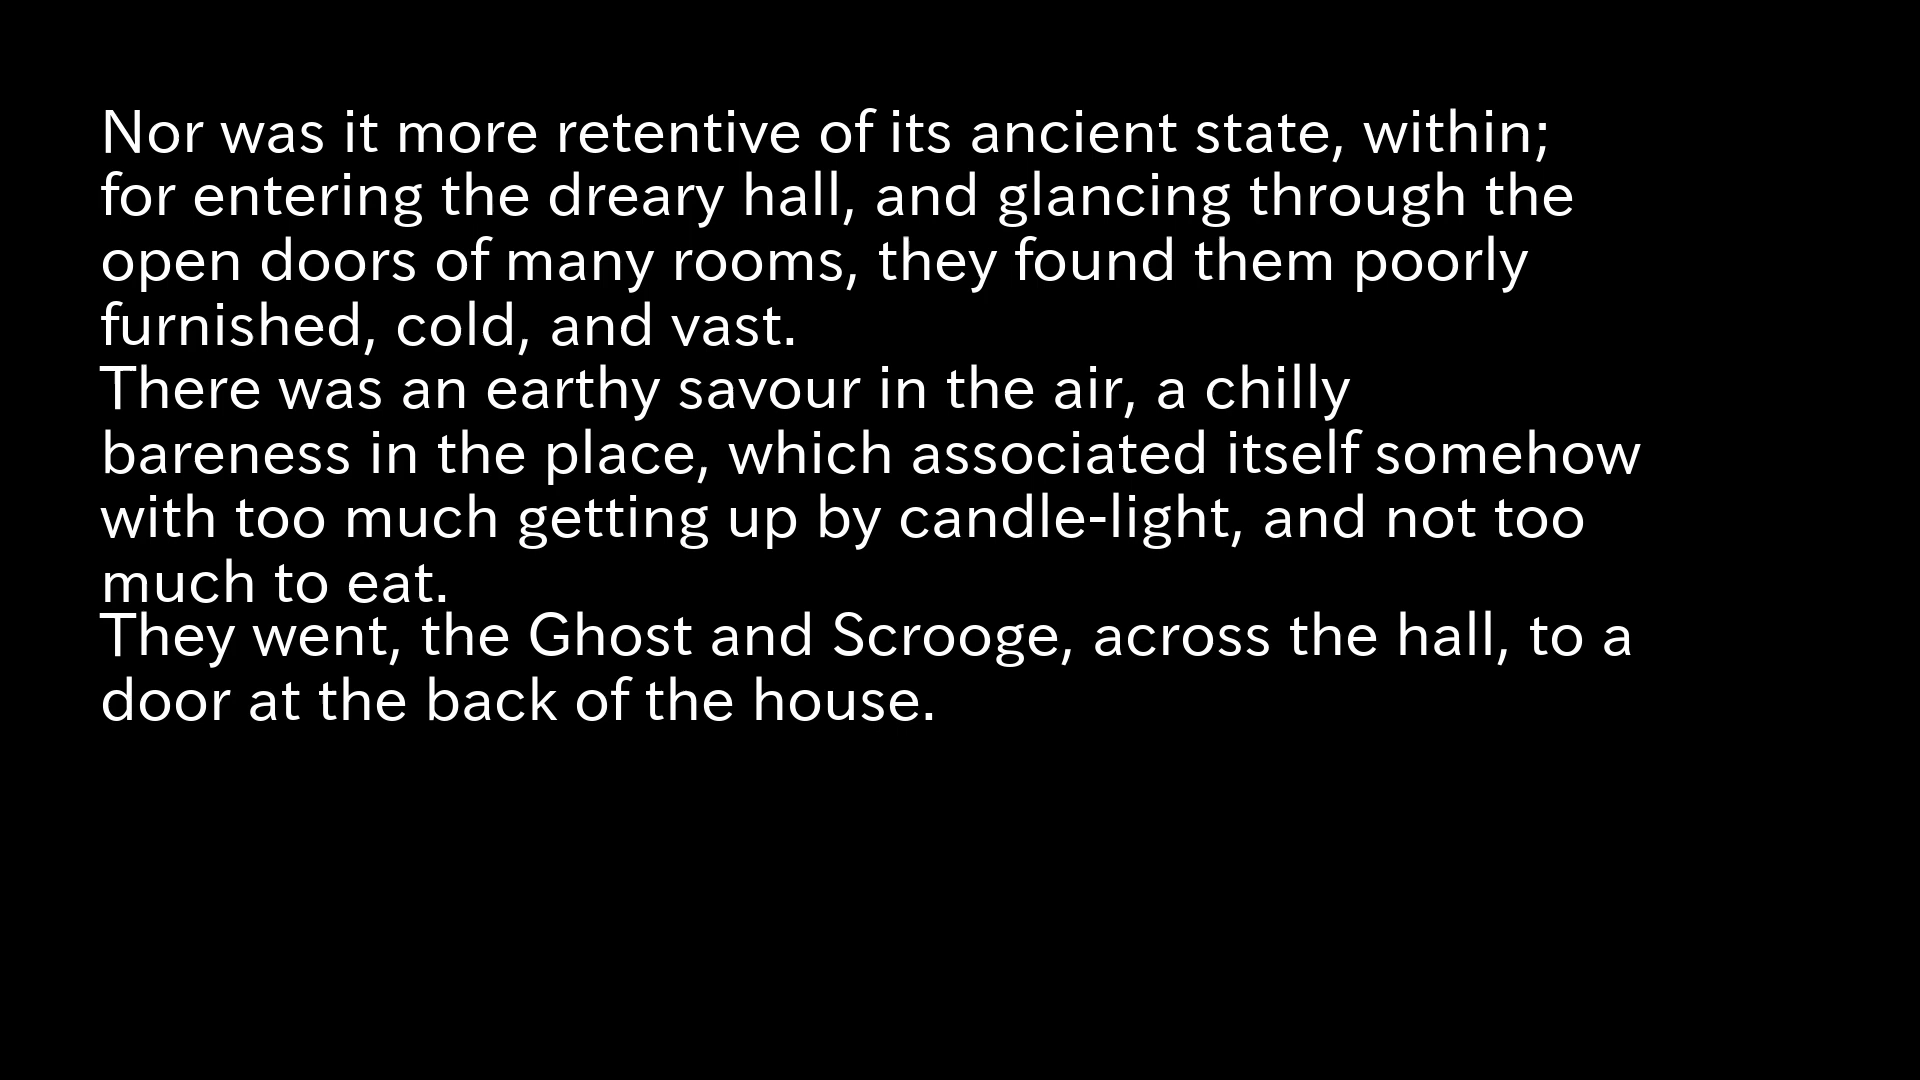 Nor was it more retentive of its ancient state, within;
for entering the dreary hall, and glancing through the
open doors of many rooms, they found them poorly
furnished, cold, and vast.
There was an earthy savour in the air, a chilly
bareness in the place, which associated itself somehow
with too much getting up by candle-light, and not too
much to eat.
They went, the Ghost and Scrooge, across the hall, to a
door at the back of the house.